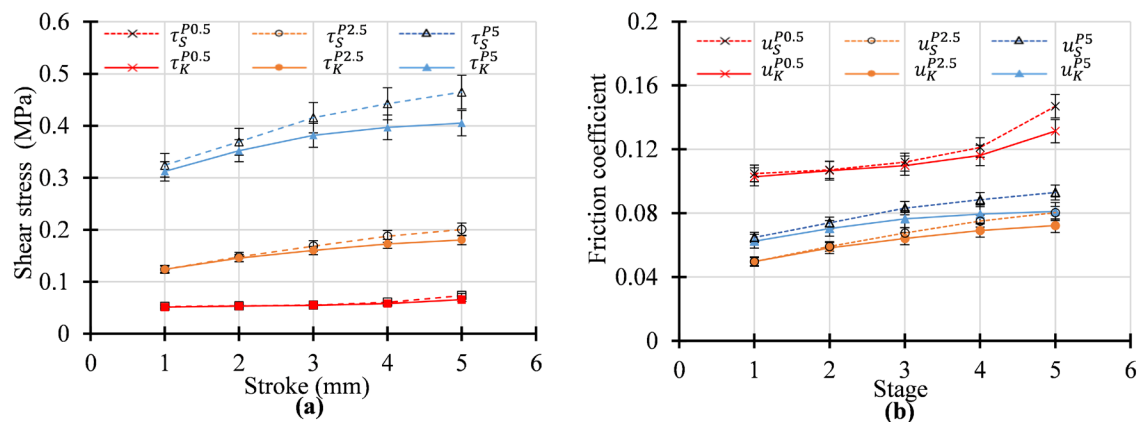 (a)
Shear stress (MPa)
0.6
0.5
0.4
0.3
0.2
0.1
0
τ_S^{P0.5} τ_S^{P2.5} τ_S^{P5}
τ_K^{P0.5} τ_K^{P2.5} τ_K^{P5}
0 1 2 3 4 5 6
Stroke (mm)
(a)
(b)
Friction coefficient
0.2
0.16
0.12
0.08
0.04
0
u_S^{P0.5} u_S^{P2.5} u_S^{P5}
u_K^{P0.5} u_K^{P2.5} u_K^{P5}
0 1 2 3 4 5 6
Stage
(b)